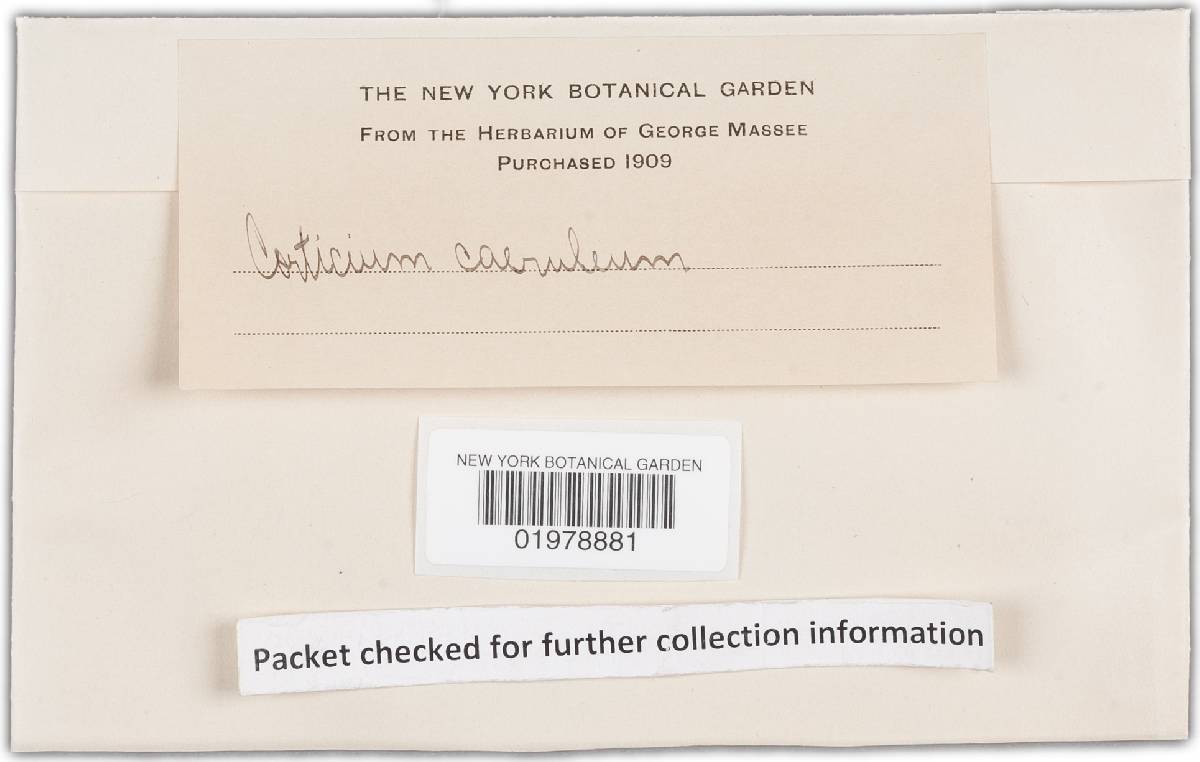 THE NEW YORK BOTANICAL GARDEN
FROM THE HERBARIUM OF GEORGE MASSEE
PURCHASED 1909
Corticium caeruleum
NEW YORK BOTANICAL GARDEN
01978881
Packet checked for further collection information